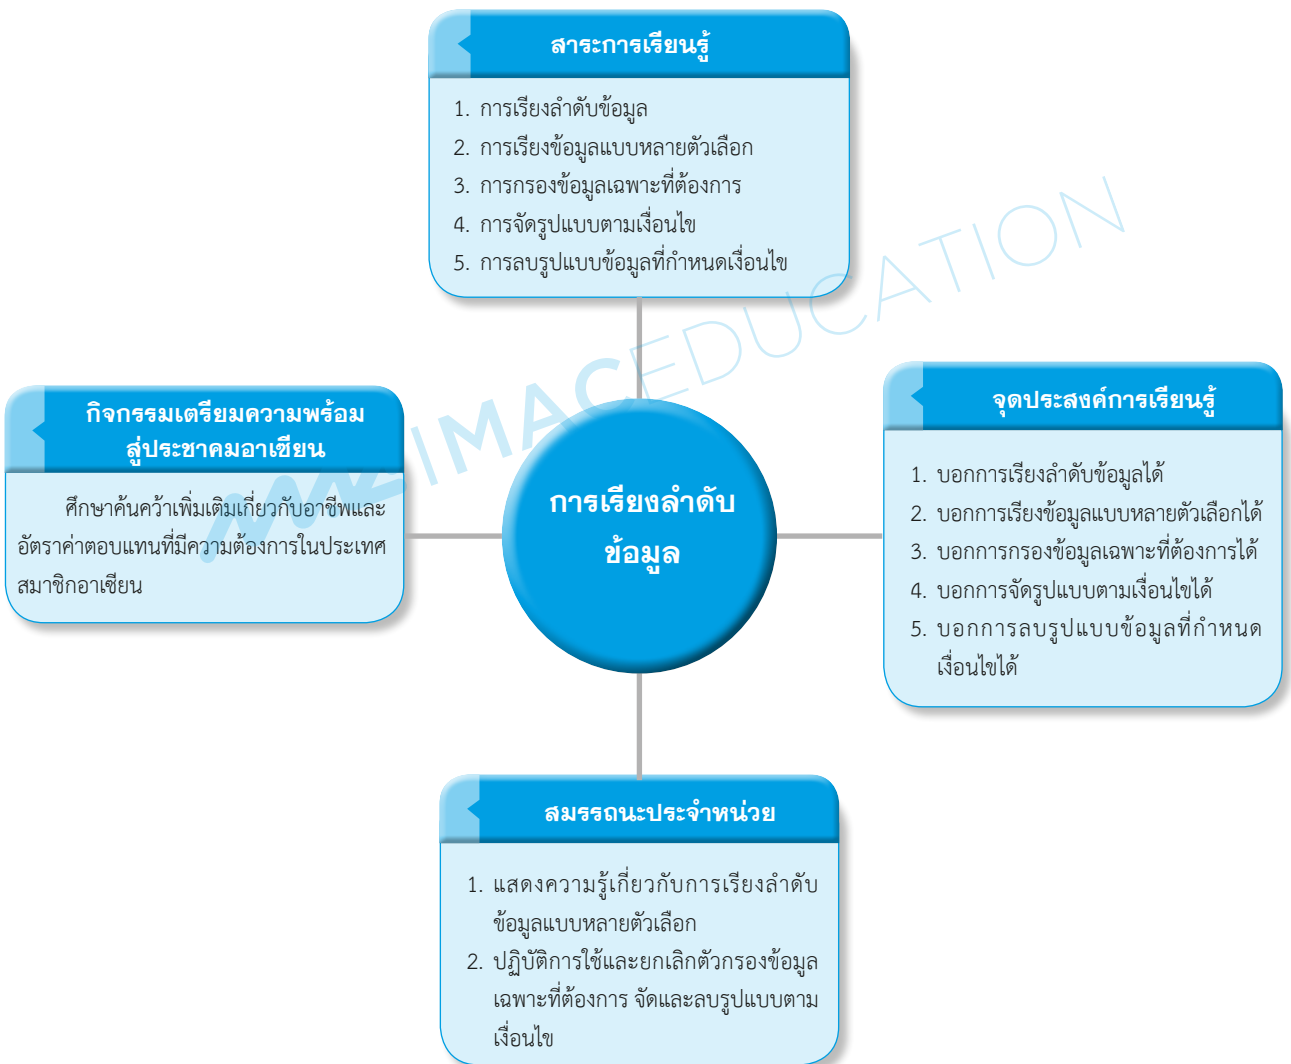 สาระการเรียนรู้
1. การเรียงลำดับข้อมูล
2. การเรียงข้อมูลแบบหลายตัวเลือก
3. การกรองข้อมูลเฉพาะที่ต้องการ
4. การจัดรูปแบบตามเงื่อนไข
5. การลบรูปแบบข้อมูลที่กำหนดเงื่อนไข
กิจกรรมเตรียมความพร้อม
สู่ประชาคมอาเซียน
ศึกษาค้นคว้าเพิ่มเติมเกี่ยวกับอาชีพและ
อัตราค่าตอบแทนที่มีความต้องการในประเทศ
สมาชิกอาเซียน
การเรียงลำดับ
ข้อมูล
จุดประสงค์การเรียนรู้
1. บอกการเรียงลำดับข้อมูลได้
2. บอกการเรียงข้อมูลแบบหลายตัวเลือกได้
3. บอกการกรองข้อมูลเฉพาะที่ต้องการได้
4. บอกการจัดรูปแบบตามเงื่อนไขได้
5. บอกการลบรูปแบบข้อมูลที่กำหนด
เงื่อนไขได้
สมรรถนะประจำหน่วย
1. แสดงความรู้เกี่ยวกับการเรียงลำดับ
ข้อมูลแบบหลายตัวเลือก
2. ปฏิบัติการใช้และยกเลิกตัวกรองข้อมูล
เฉพาะที่ต้องการ จัดและลบรูปแบบตาม
เงื่อนไข
IMACEDUCATION